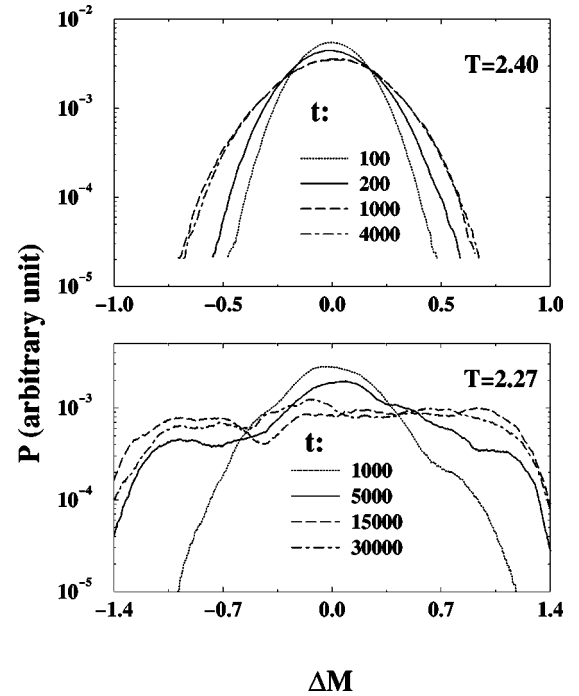 10⁻²
T=2.40
10⁻³
t:
100
200
10⁻⁴
1000
4000
10⁻⁵
−1.0 −0.5 0.0 0.5 1.0
P (arbitrary unit)
T=2.27
10⁻³
t:
1000
10⁻⁴
5000
15000
30000
10⁻⁵
−1.4 −0.7 0.0 0.7 1.4
ΔM